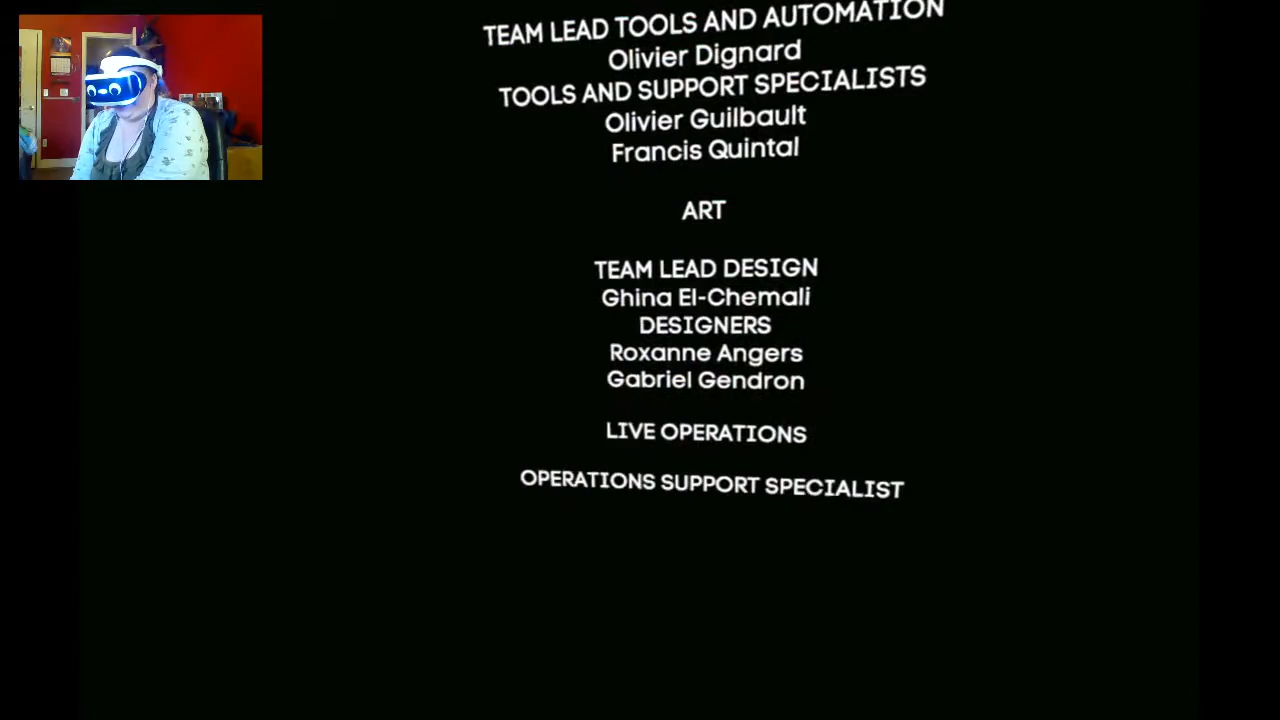 TEAM LEAD TOOLS AND AUTOMATION
Olivier Dignard
TOOLS AND SUPPORT SPECIALISTS
Olivier Guilbault
Francis Quintal
ART
TEAM LEAD DESIGN
Ghina El-Chemali
DESIGNERS
Roxanne Angers
Gabriel Gendron
LIVE OPERATIONS
OPERATIONS SUPPORT SPECIALIST